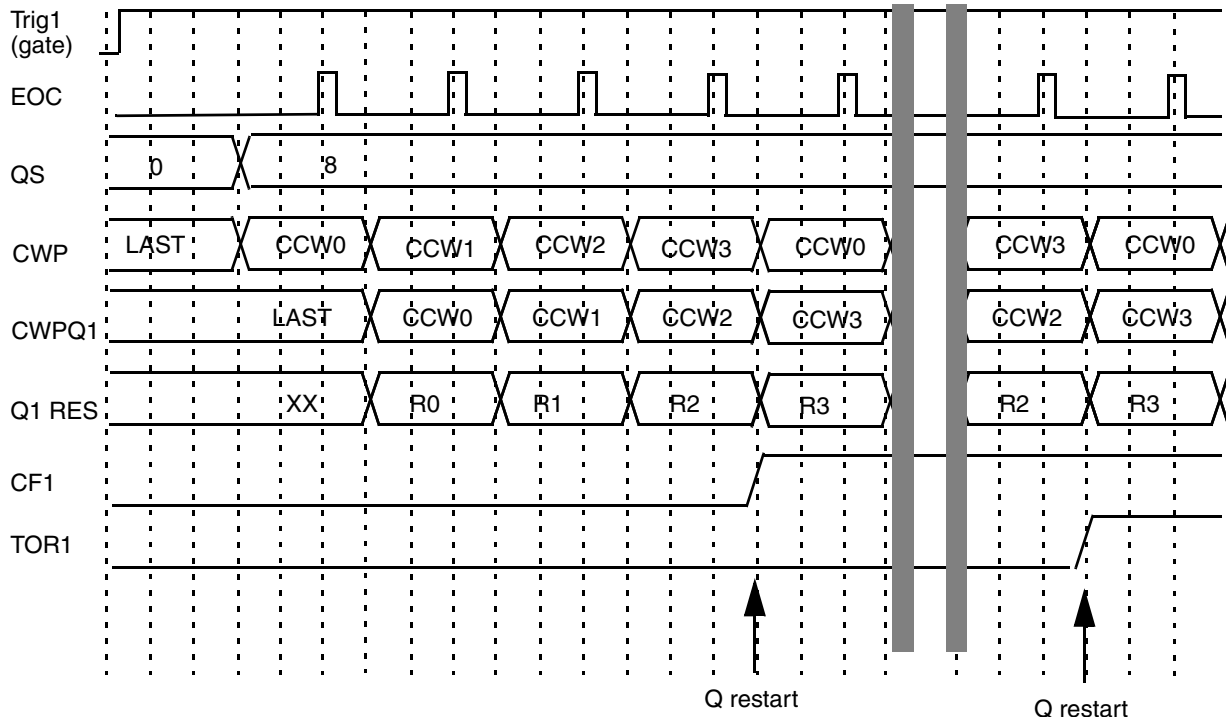 Trig1
(gate)
EOC
QS 0 8
CWP LAST CCW0 CCW1 CCW2 CCW3 CCW0 CCW3 CCW0
CWPQ1 LAST CCW0 CCW1 CCW2 CCW3 CCW2 CCW3
Q1 RES XX R0 R1 R2 R3 R2 R3
CF1
TOR1
Q restart Q restart